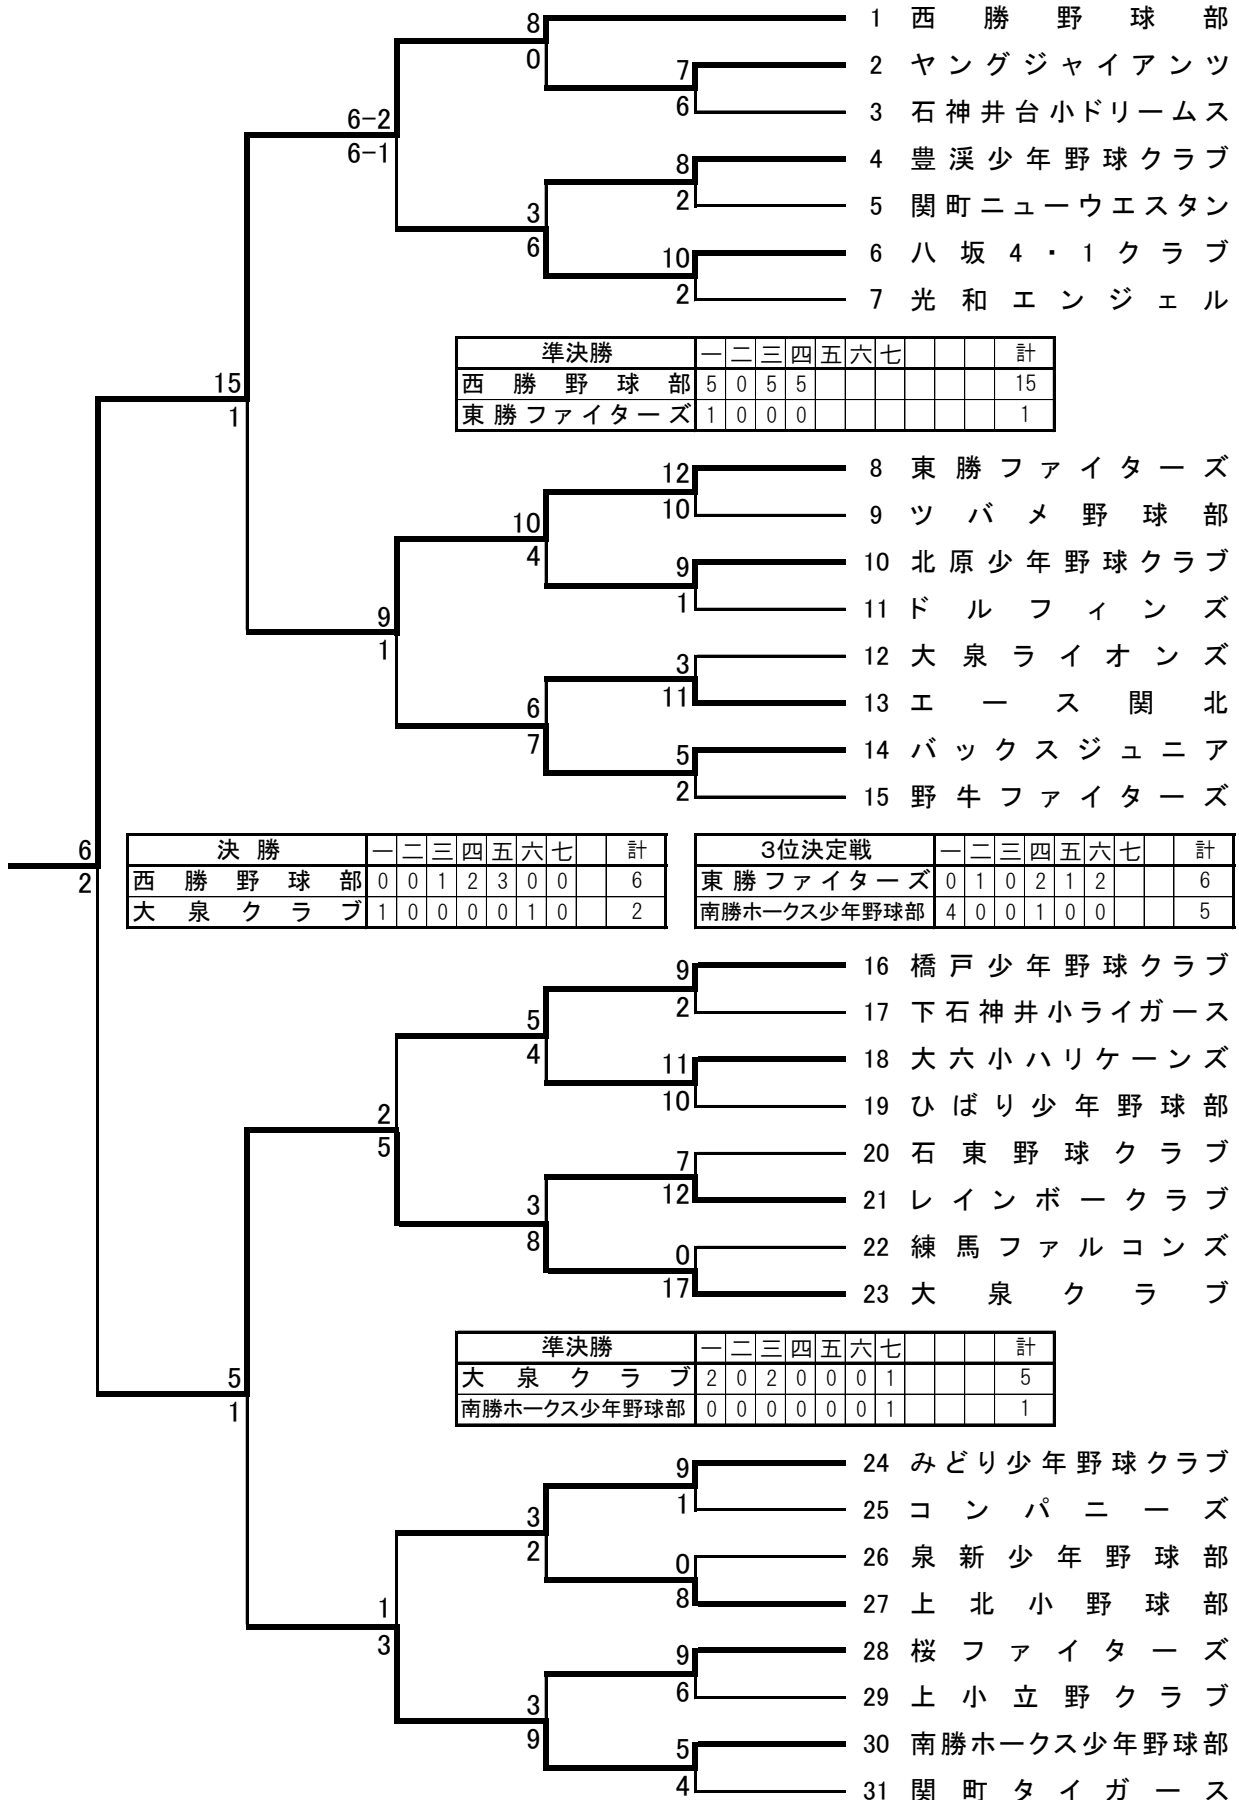 8 1 西勝野球部
0
7 2 ヤングジャイアンツ
6 3 石神井台小ドリームス
6-2
6-1
8 4 豊渓少年野球クラブ
2 5 関町ニューウエスタン
3
6
10 6 八坂4・1クラブ
2 7 光和エンジェル
準決勝 一 二 三 四 五 六 七 計
西勝野球部 5 0 5 5 15
東勝ファイターズ 1 0 0 0 1
15
1
12 8 東勝ファイターズ
10 9 ツバメ野球部
10
4
9 10 北原少年野球クラブ
1 11 ドルフィンズ
9
1
3 12 大泉ライオンズ
11 13 エース関北
6
7
5 14 バックスジュニア
2 15 野牛ファイターズ
6
2
決勝 一 二 三 四 五 六 七 計
西勝野球部 0 0 1 2 3 0 0 6
大泉クラブ 1 0 0 0 0 1 0 2
3位決定戦 一 二 三 四 五 六 七 計
東勝ファイターズ 0 1 0 2 1 2 6
南勝ホークス少年野球部 4 0 0 1 0 0 5
9 16 橋戸少年野球クラブ
2 17 下石神井小ライガース
5
4
11 18 大六小ハリケーンズ
10 19 ひばり少年野球部
2
5
7 20 石東野球クラブ
12 21 レインボークラブ
3
8
0 22 練馬ファルコンズ
17 23 大泉クラブ
準決勝 一 二 三 四 五 六 七 計
大泉クラブ 2 0 2 0 0 0 1 5
南勝ホークス少年野球部 0 0 0 0 0 0 1 1
5
1
9 24 みどり少年野球クラブ
1 25 コンパニーズ
3
2
0 26 泉新少年野球部
8 27 上北小野球部
1
3
9 28 桜ファイターズ
6 29 上小立野クラブ
3
9
5 30 南勝ホークス少年野球部
4 31 関町タイガース